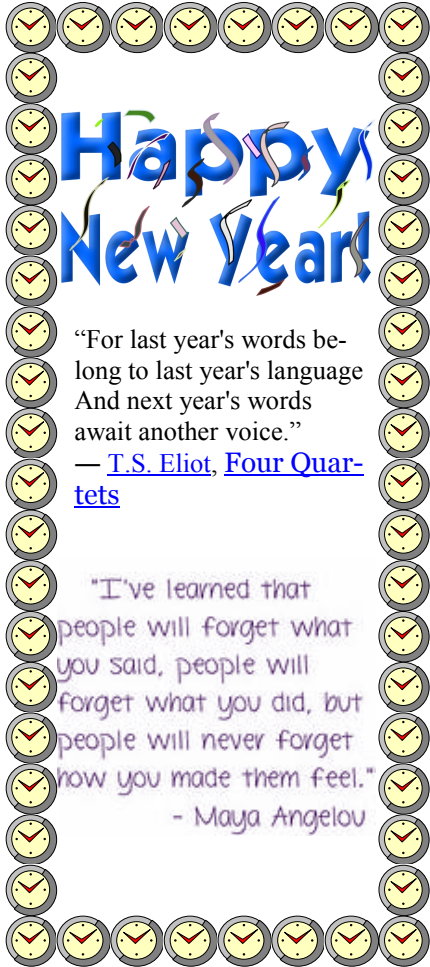 Happy
New Year!
“For last year's words be-
long to last year's language
And next year's words
await another voice.”
― T.S. Eliot, Four Quar-
tets
"I've learned that
people will forget what
you said, people will
forget what you did, but
people will never forget
how you made them feel."
- Maya Angelou